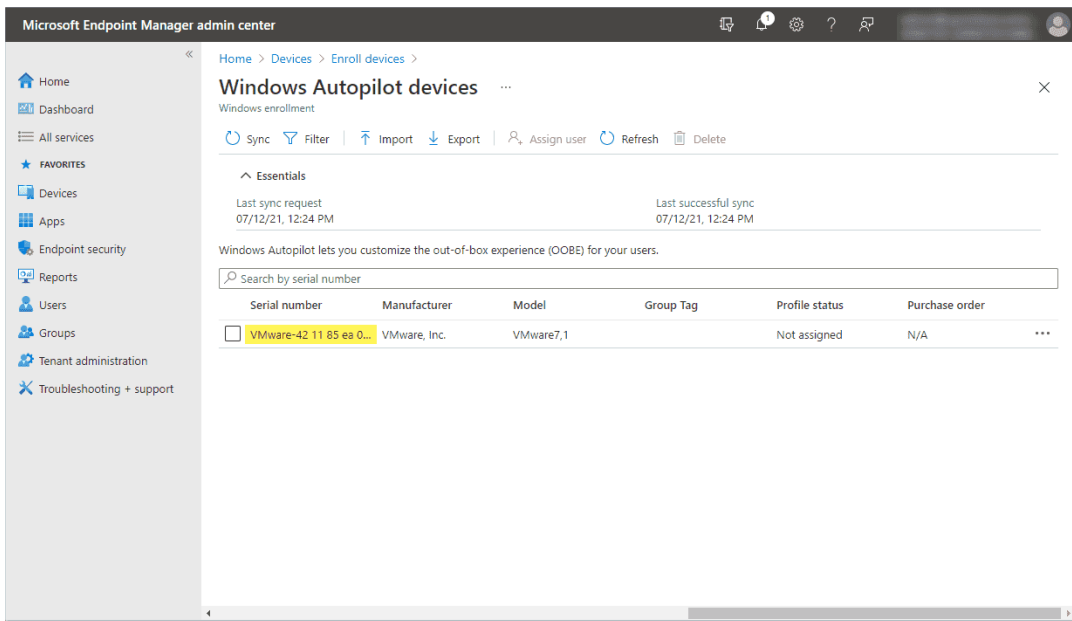 Microsoft Endpoint Manager admin center
1
?
«
Home
Dashboard
All services
FAVORITES
Devices
Apps
Endpoint security
Reports
Users
Groups
Tenant administration
Troubleshooting + support
Home > Devices > Enroll devices >
Windows Autopilot devices ...
Windows enrollment
Sync Filter Import Export Assign user Refresh Delete
Essentials
Last sync request Last successful sync
07/12/21, 12:24 PM 07/12/21, 12:24 PM
Windows Autopilot lets you customize the out-of-box experience (OOBE) for your users.
Search by serial number
Serial number Manufacturer Model Group Tag Profile status Purchase order
VMware-42 11 85 ea 0... VMware, Inc. VMware7,1 Not assigned N/A ...